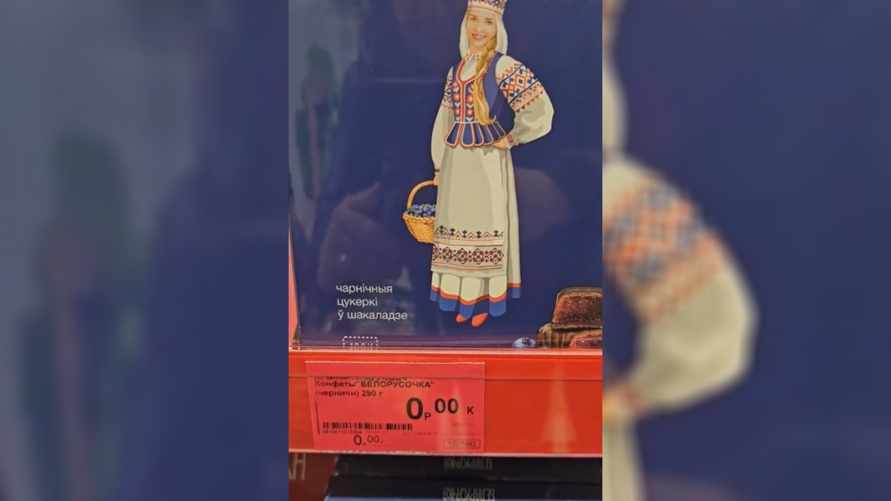 чарнічныя
цукеркі
ў шакаладзе
Конфеты "БЕЛОРУСОЧКА"
(черничн) 290 г
0р 00 к
0,00